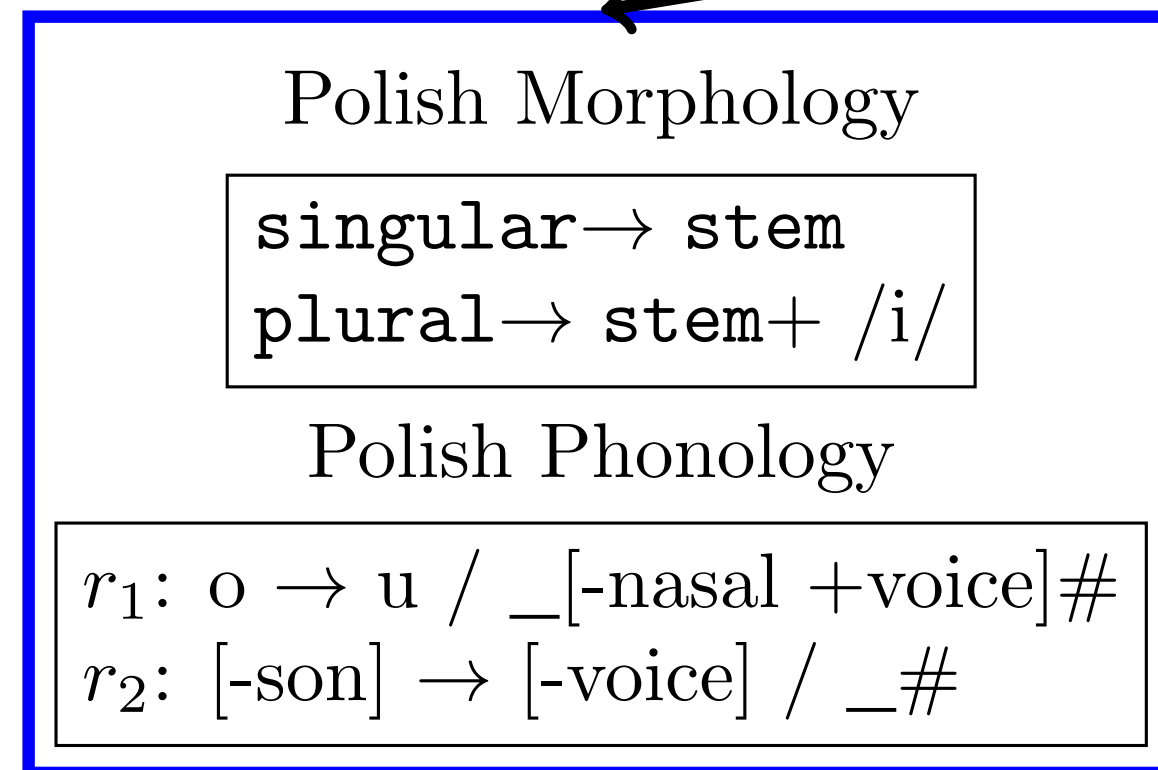 Polish Morphology
singular→ stem
plural→ stem+ /i/
Polish Phonology
r₁: o → u / _[-nasal +voice]#
r₂: [-son] → [-voice] / _#